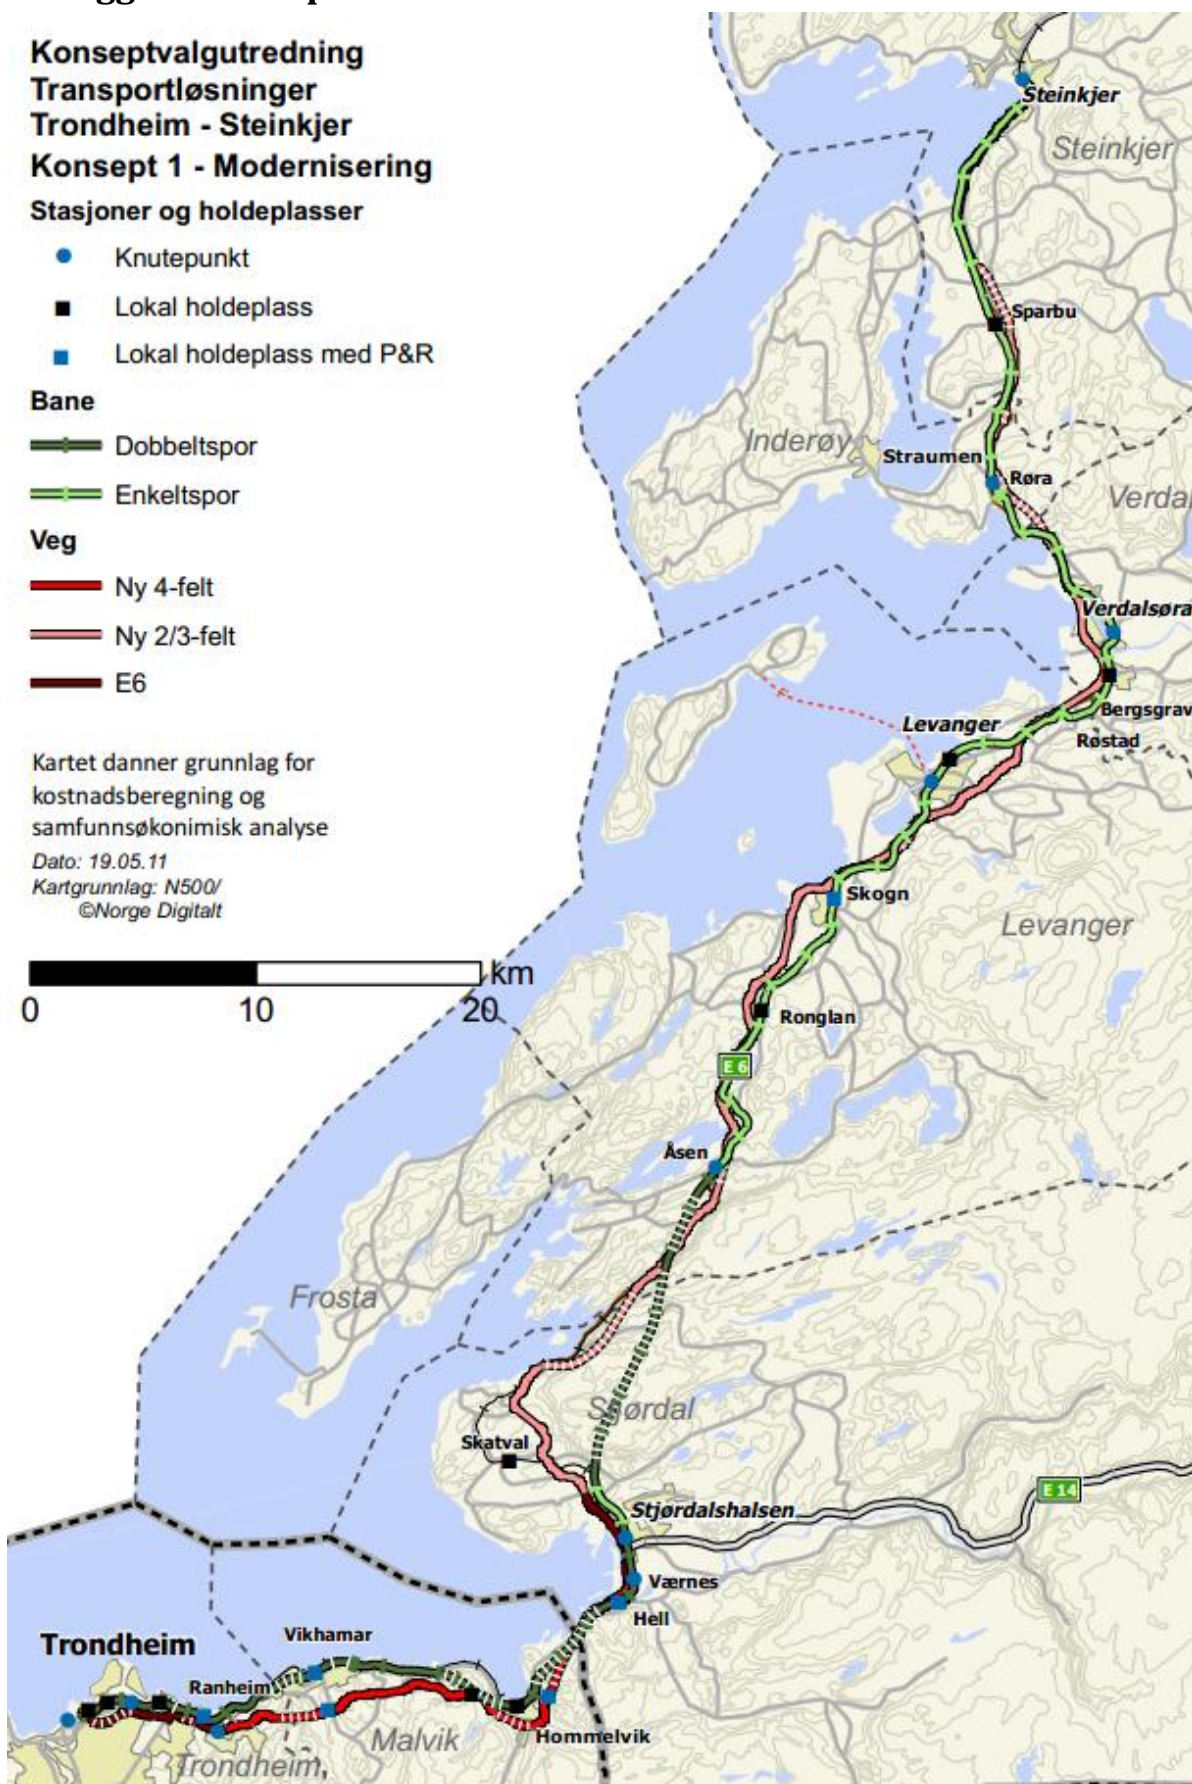 Konseptvalgutredning
Transportløsninger
Trondheim - Steinkjer
Konsept 1 - Modernisering
Stasjoner og holdeplasser
Knutepunkt
Lokal holdeplass
Lokal holdeplass med P&R
Bane
Dobbeltspor
Enkeltspor
Veg
Ny 4-felt
Ny 2/3-felt
E6
Kartet danner grunnlag for
kostnadsberegning og
samfunnsøkonimisk analyse
Dato: 19.05.11
Kartgrunnlag: N500/
©Norge Digitalt
km
0 10 20
Steinkjer
Steinkjer
Sparbu
Inderøy
Straumen
Røra
Verdal
Verdalsøra
Bergsgrav
Levanger
Røstad
Skogn
Levanger
Ronglan
E 6
Åsen
Frosta
Stjørdal
Skatval
E 14
Stjørdalshalsen
Værnes
Hell
Trondheim
Vikhamar
Ranheim
Hommelvik
Malvik
Trondheim,